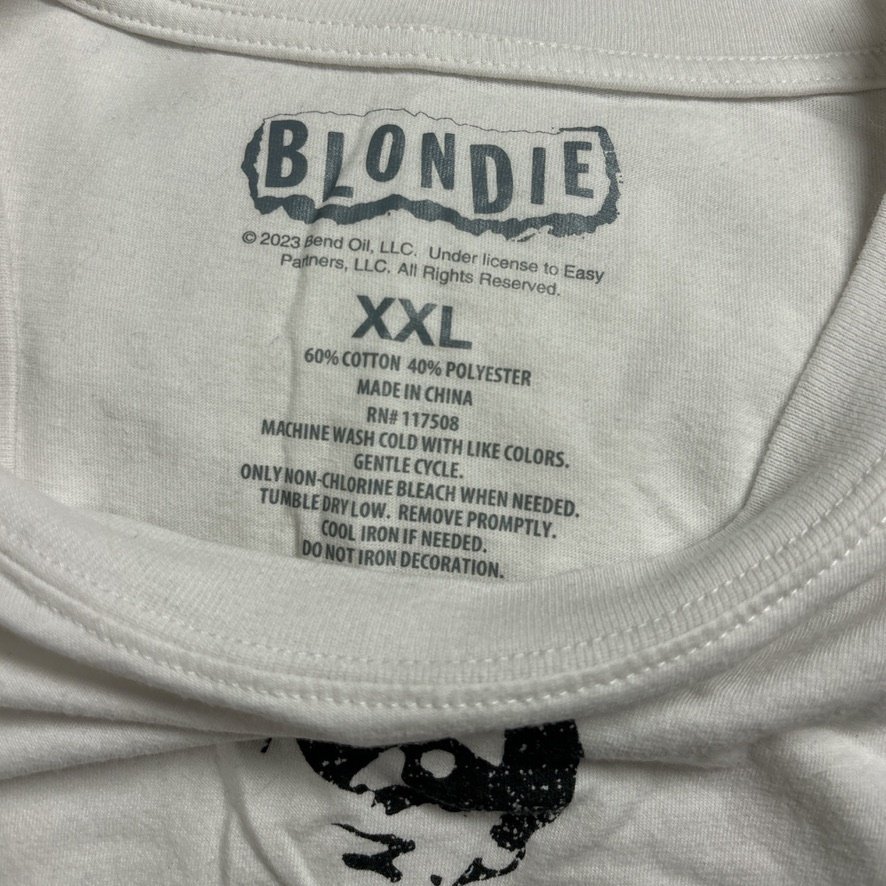 BLONDIE
© 2023 Bend Oil, LLC. Under license to Easy
Partners, LLC. All Rights Reserved.
XXL
60% COTTON 40% POLYESTER
MADE IN CHINA
RN# 117508
MACHINE WASH COLD WITH LIKE COLORS.
GENTLE CYCLE.
ONLY NON-CHLORINE BLEACH WHEN NEEDED.
TUMBLE DRY LOW. REMOVE PROMPTLY.
COOL IRON IF NEEDED.
DO NOT IRON DECORATION.